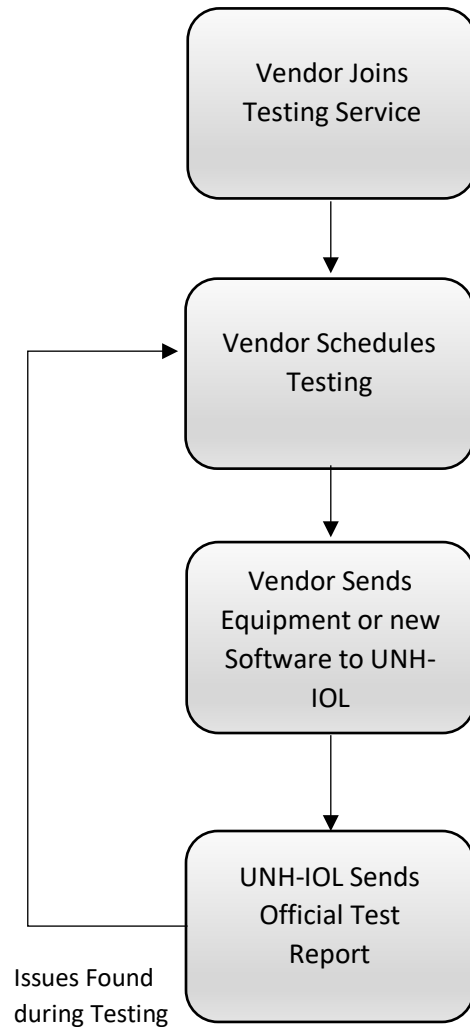 Vendor Joins
Testing Service
Vendor Schedules
Testing
Vendor Sends
Equipment or new
Software to UNH-
IOL
UNH-IOL Sends
Official Test
Report
Issues Found
during Testing